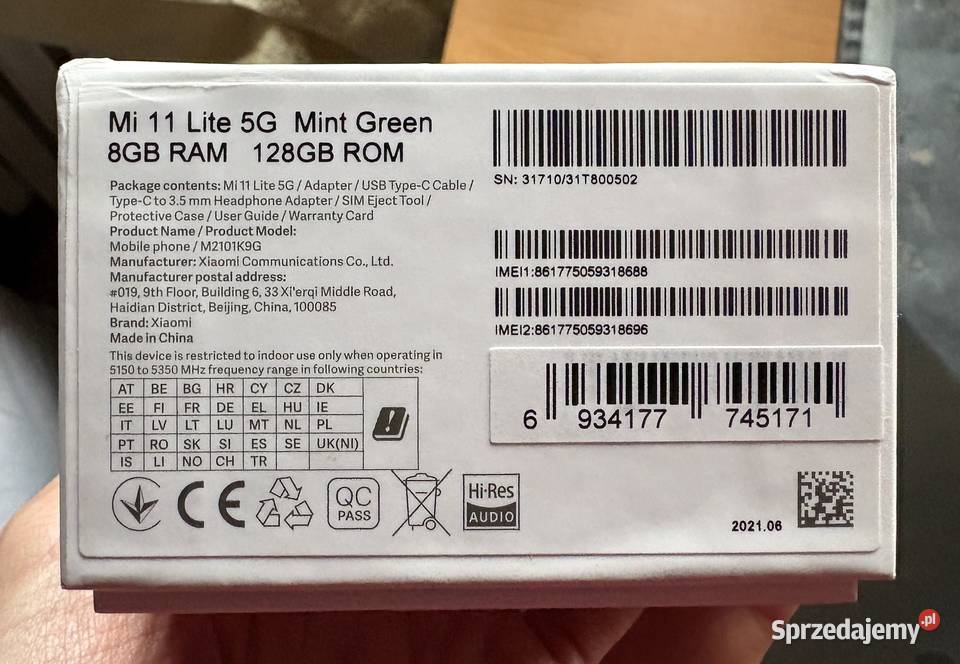 Mi 11 Lite 5G Mint Green
8GB RAM 128GB ROM
Package contents: Mi 11 Lite 5G / Adapter / USB Type-C Cable /
Type-C to 3.5 mm Headphone Adapter / SIM Eject Tool /
Protective Case / User Guide / Warranty Card
Product Name / Product Model:
Mobile phone / M2101K9G
Manufacturer: Xiaomi Communications Co., Ltd.
Manufacturer postal address:
#019, 9th Floor, Building 6, 33 Xi'erqi Middle Road,
Haidian District, Beijing, China, 100085
Brand: Xiaomi
Made in China
This device is restricted to indoor use only when operating in
5150 to 5350 MHz frequency range in following countries:
AT BE BG HR CY CZ DK
EE FI FR DE EL HU IE
IT LV LT LU MT NL PL
PT RO SK SI ES SE UK(NI)
IS LI NO CH TR
CE
QC
PASS
Hi-Res
AUDIO
SN: 31710/31T800502
IMEI1:861775059318688
IMEI2:861775059318696
6 934177 745171
2021.06
Sprzedajemy.pl